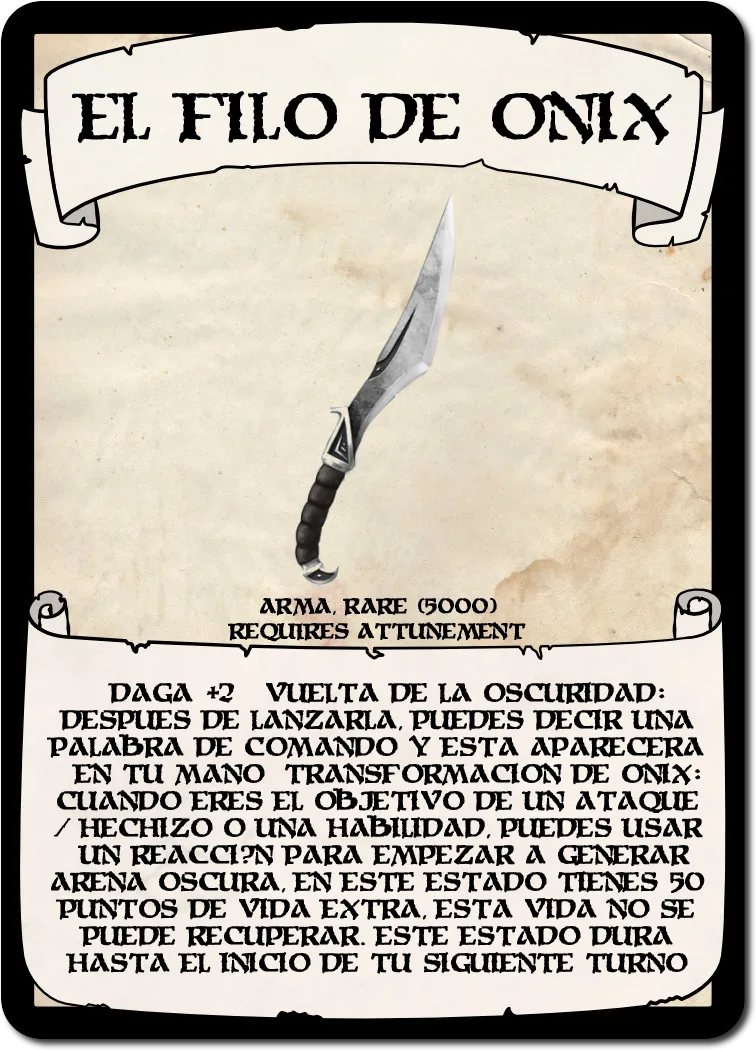 EL FILO DE ONIX
ARMA, RARE (5000)
REQUIRES ATTUNEMENT
DAGA +2 VUELTA DE LA OSCURIDAD:
DESPUES DE LANZARLA, PUEDES DECIR UNA
PALABRA DE COMANDO Y ESTA APARECERA
EN TU MANO TRANSFORMACION DE ONIX:
CUANDO ERES EL OBJETIVO DE UN ATAQUE
/ HECHIZO O UNA HABILIDAD, PUEDES USAR
UN REACCI?N PARA EMPEZAR A GENERAR
ARENA OSCURA, EN ESTE ESTADO TIENES 50
PUNTOS DE VIDA EXTRA, ESTA VIDA NO SE
PUEDE RECUPERAR. ESTE ESTADO DURA
HASTA EL INICIO DE TU SIGUIENTE TURNO